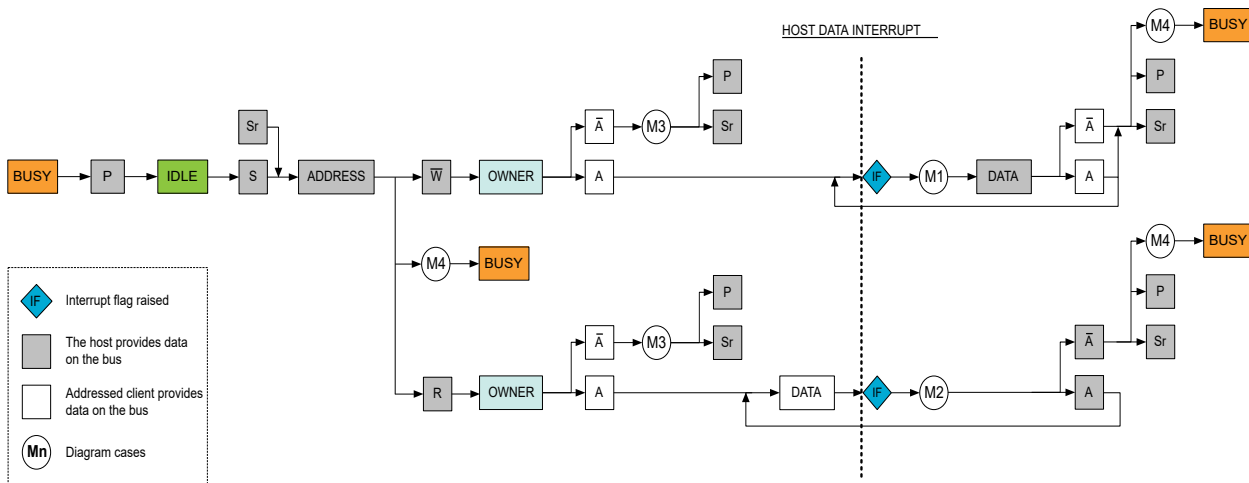 HOST DATA INTERRUPT
M4
BUSY
P
P
Sr
A̅
M3
Sr
IF
M1
DATA
A̅
Sr
BUSY
P
IDLE
S
ADDRESS
W̅
OWNER
A
A
M4
BUSY
M4
BUSY
IF
Interrupt flag raised
The host provides data
on the bus
Addressed client provides
data on the bus
Mn
Diagram cases
P
P
A̅
M3
Sr
A̅
Sr
R
OWNER
A
DATA
IF
M2
A